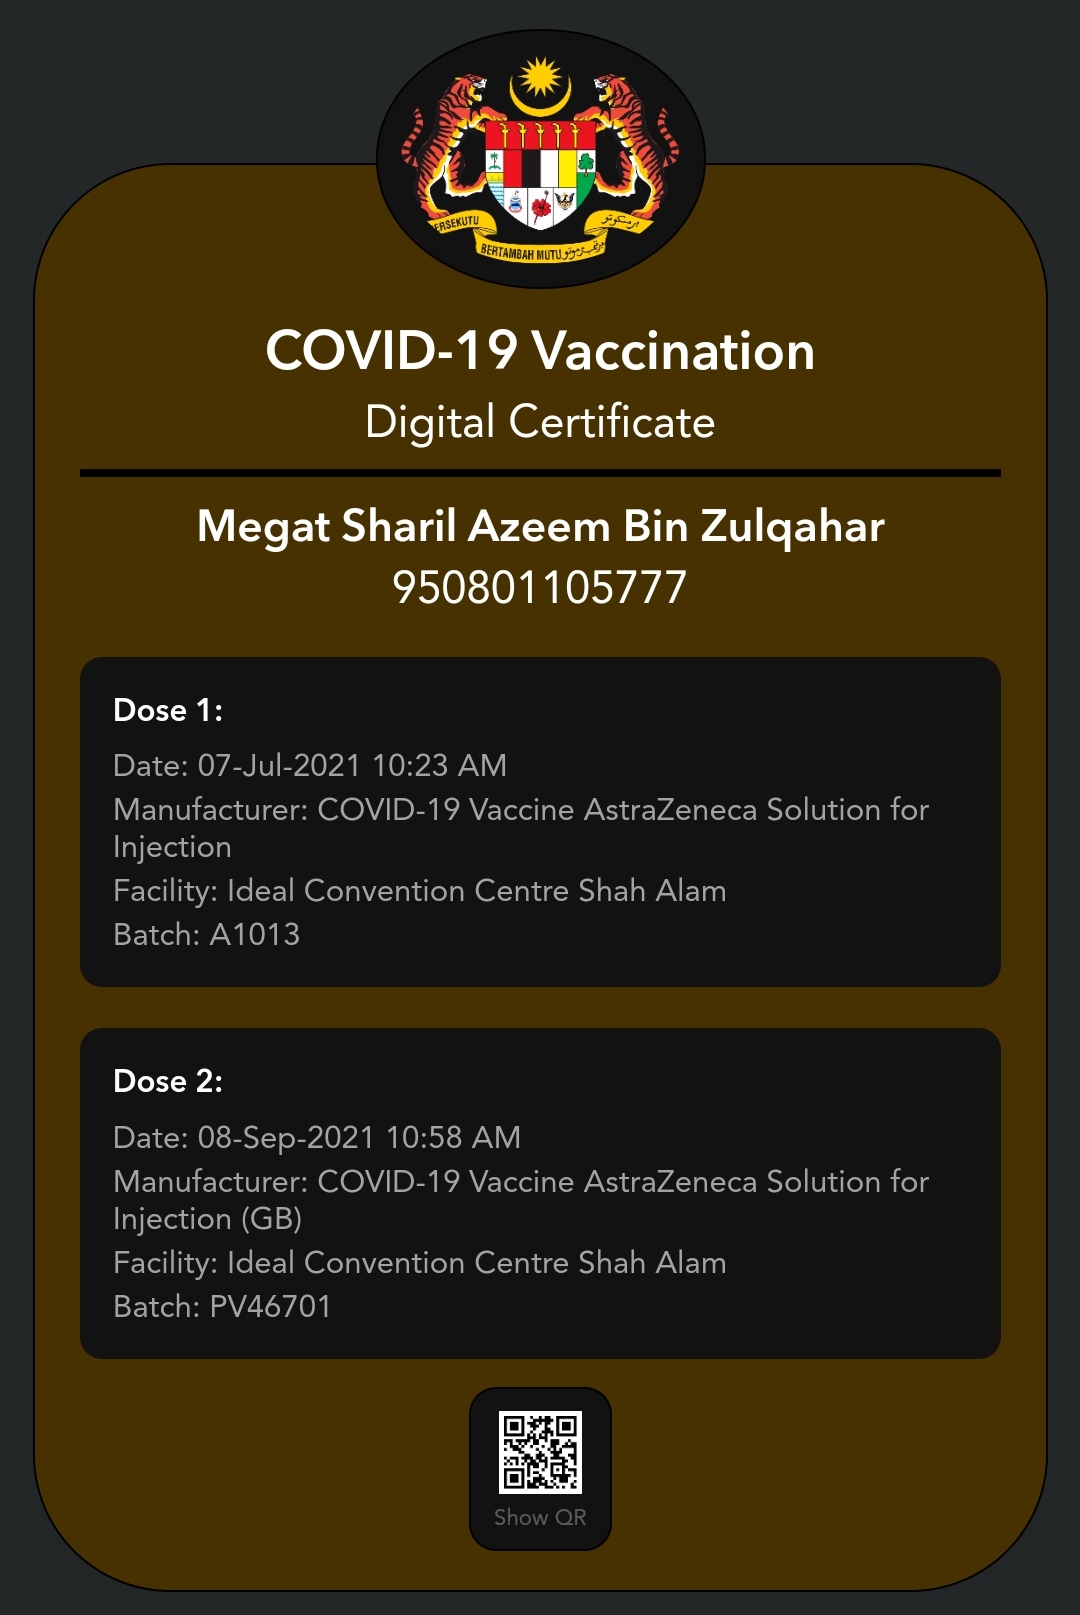 ERSEKUTU
BERTAMBAH MUTU
COVID-19 Vaccination
Digital Certificate
Megat Sharil Azeem Bin Zulqahar
950801105777
Dose 1:
Date: 07-Jul-2021 10:23 AM
Manufacturer: COVID-19 Vaccine AstraZeneca Solution for
Injection
Facility: Ideal Convention Centre Shah Alam
Batch: A1013
Dose 2:
Date: 08-Sep-2021 10:58 AM
Manufacturer: COVID-19 Vaccine AstraZeneca Solution for
Injection (GB)
Facility: Ideal Convention Centre Shah Alam
Batch: PV46701
Show QR